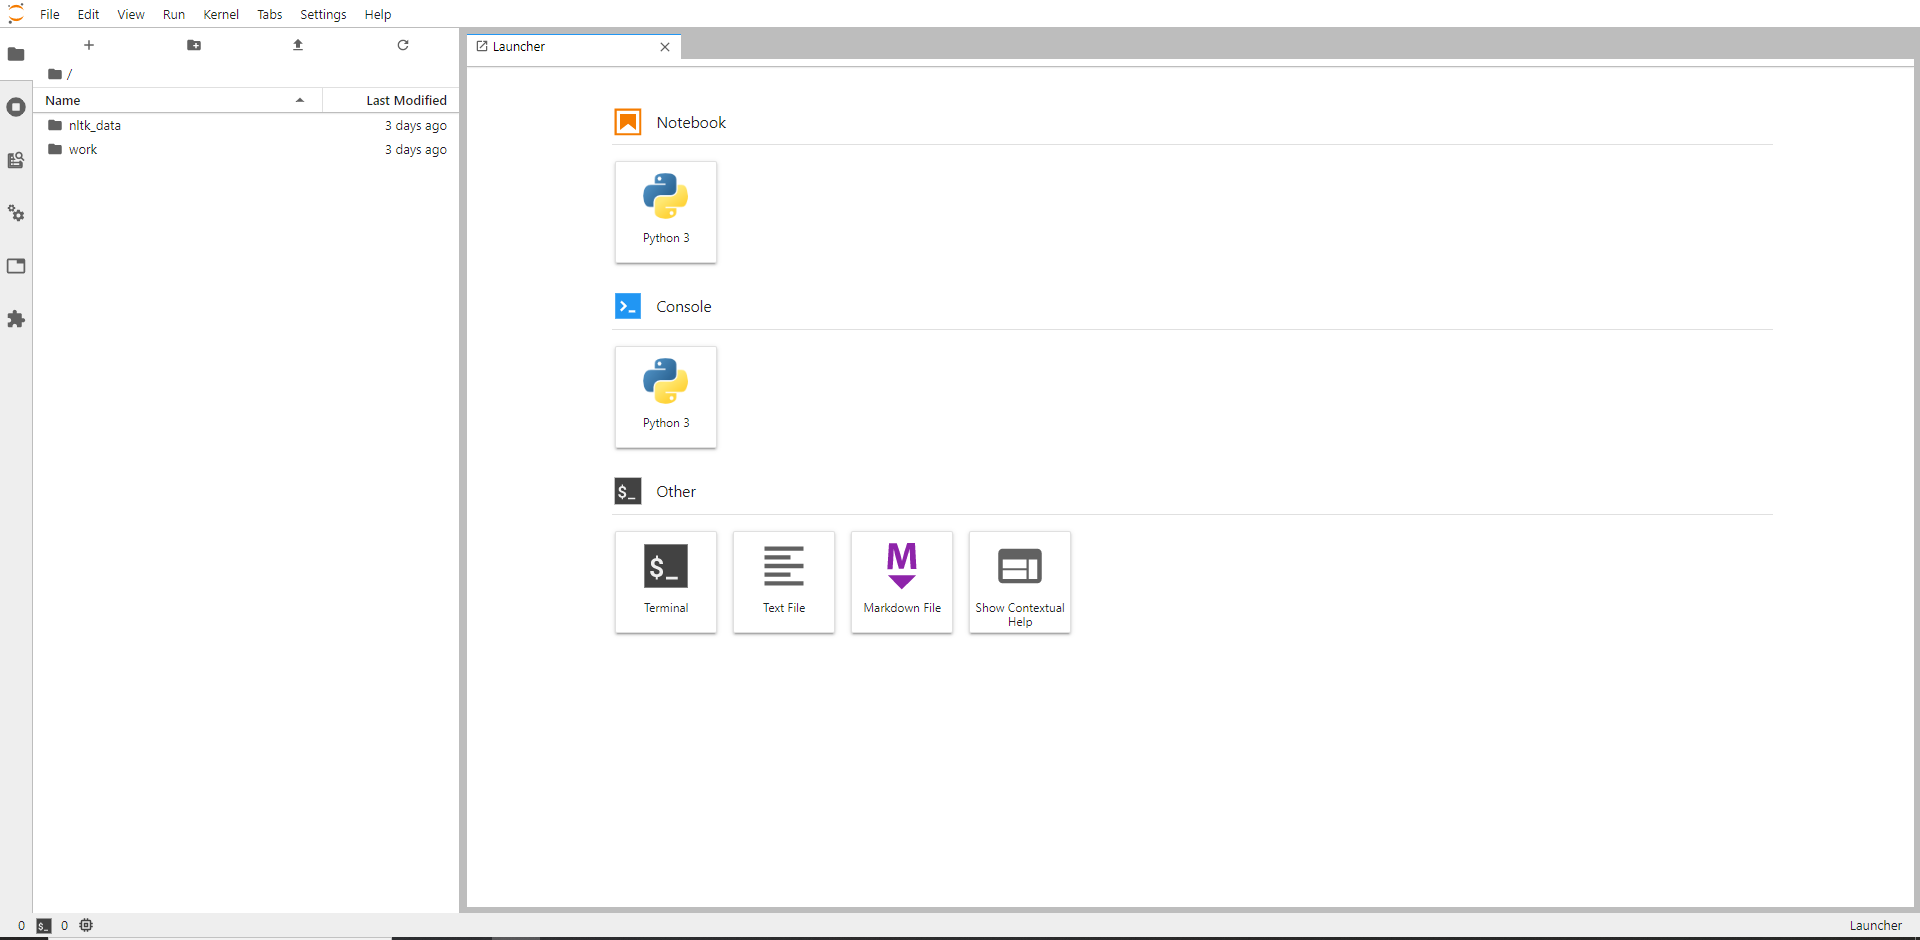 File Edit View Run Kernel Tabs Settings Help
/
Name Last Modified
nltk_data 3 days ago
work 3 days ago
Launcher
Notebook
Python 3
Console
Python 3
$_ Other
$_
Terminal
Text File
M
Markdown File
Show Contextual
Help
0 $_ 0
Launcher